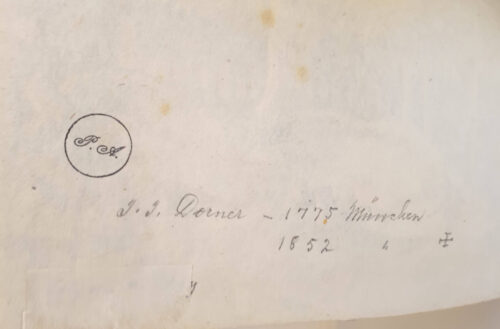 P. A.
J. J. Dorner – 1775 München
1852 " ✠
y